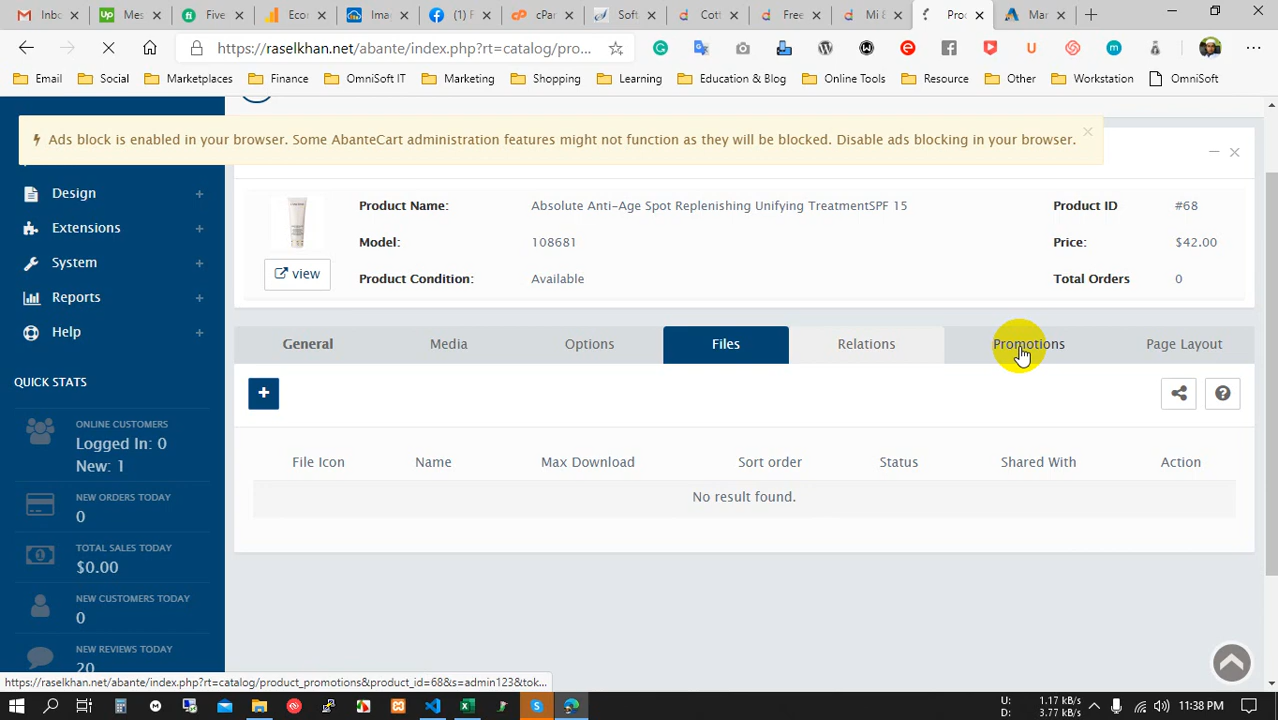 Inbo
Mes
Five
Ecor
Ima
(1) F
cPar
Soft
Cott
Free
Mi &
Proc
Mar
https://raselkhan.net/abante/index.php?rt=catalog/pro...
Email
Social
Marketplaces
Finance
OmniSoft IT
Marketing
Shopping
Learning
Education & Blog
Online Tools
Resource
Other
Workstation
OmniSoft
Ads block is enabled in your browser. Some AbanteCart administration features might not function as they will be blocked. Disable ads blocking in your browser.
Design
Extensions
System
Reports
Help
QUICK STATS
ONLINE CUSTOMERS
Logged In: 0
New: 1
NEW ORDERS TODAY
0
TOTAL SALES TODAY
$0.00
NEW CUSTOMERS TODAY
0
NEW REVIEWS TODAY
20
view
Product Name: Absolute Anti-Age Spot Replenishing Unifying TreatmentSPF 15 Product ID #68
Model: 108681 Price: $42.00
Product Condition: Available Total Orders 0
General Media Options Files Relations Promotions Page Layout
File Icon Name Max Download Sort order Status Shared With Action
No result found.
https://raselkhan.net/abante/index.php?rt=catalog/product_promotions&product_id=68&s=admin123&tok...
U: 1.17 kB/s
D: 3.77 kB/s
11:38 PM